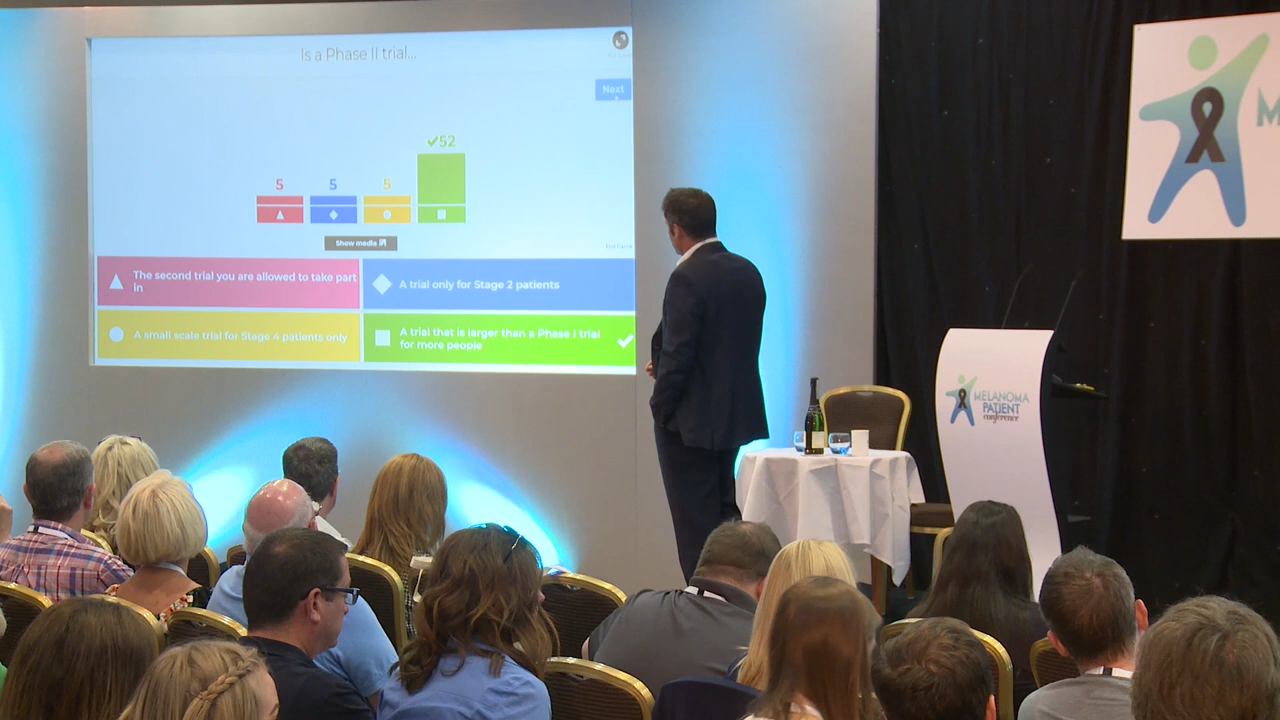 Is a Phase II trial...
Next
✔52
5
5
5
Show media
End Game
The second trial you are allowed to take part
in
A trial only for Stage 2 patients
A small scale trial for Stage 4 patients only
A trial that is larger than a Phase I trial
for more people
M
MELANOMA
PATIENT
conference